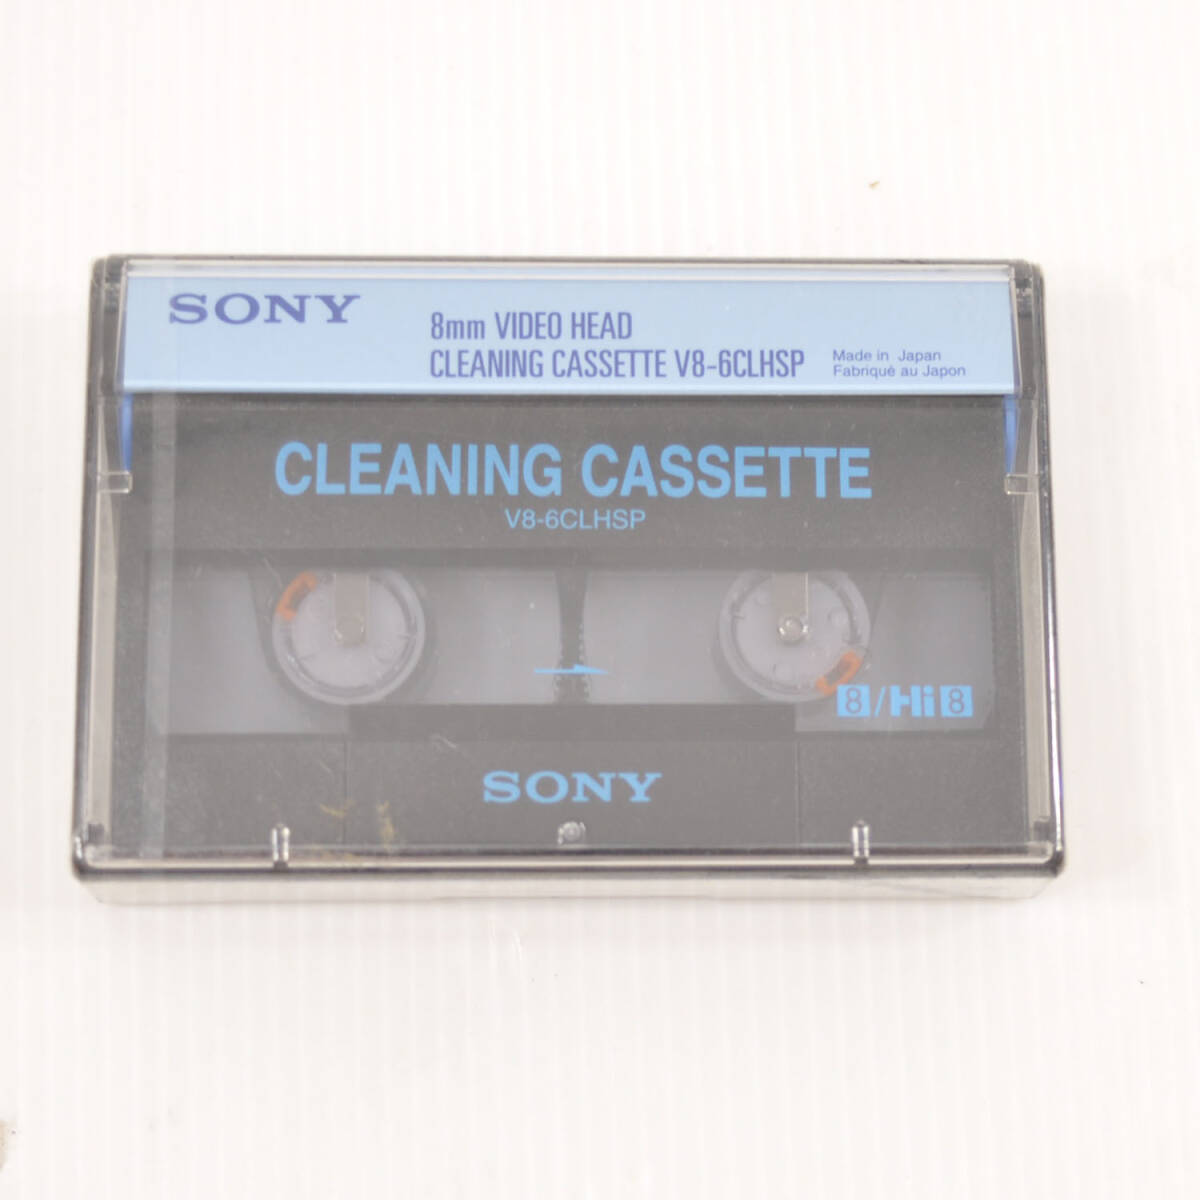 SONY
8mm VIDEO HEAD
CLEANING CASSETTE V8-6CLHSP
Made in Japan
Fabriqué au Japon
CLEANING CASSETTE
V8-6CLHSP
8/Hi8
SONY